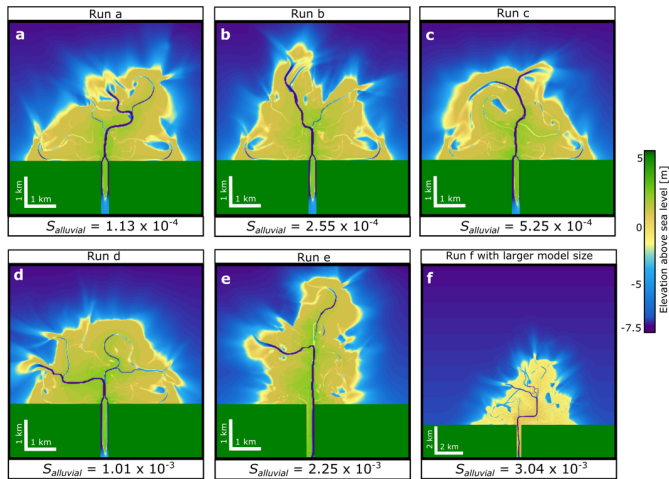 Run a
Run b
Run c
a
b
c
1 km
1 km
1 km
1 km
1 km
1 km
S_alluvial = 1.13 x 10^-4
S_alluvial = 2.55 x 10^-4
S_alluvial = 5.25 x 10^-4
Run d
Run e
Run f with larger model size
d
e
f
1 km
1 km
1 km
1 km
2 km
2 km
S_alluvial = 1.01 x 10^-3
S_alluvial = 2.25 x 10^-3
S_alluvial = 3.04 x 10^-3
5
0
-5
-7.5
Elevation above sea level [m]